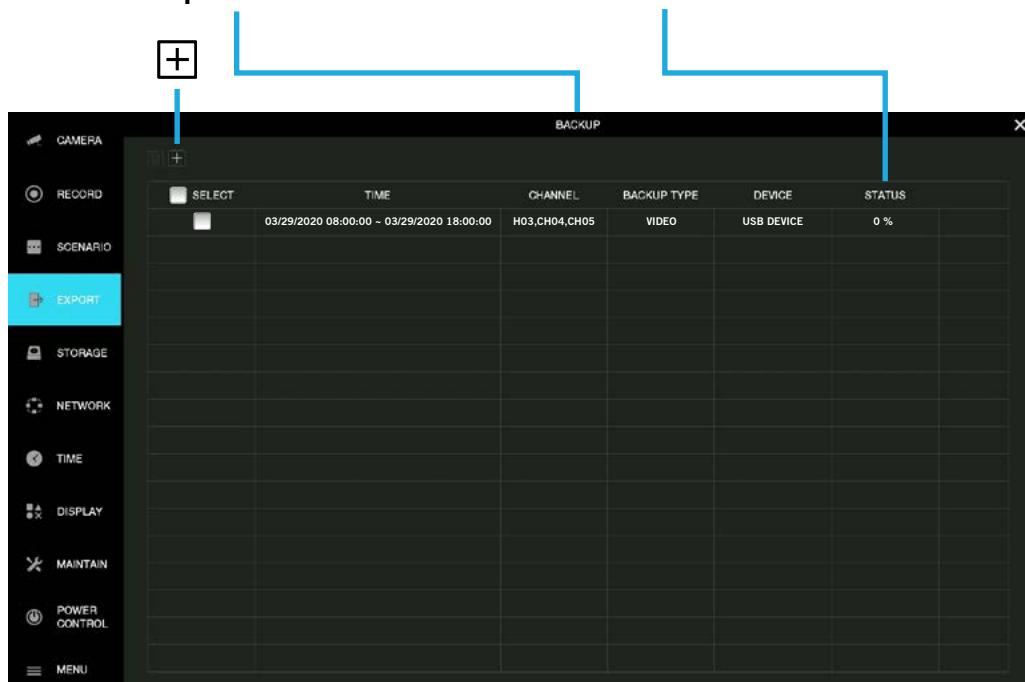 BACKUP
CAMERA
RECORD
SCENARIO
EXPORT
STORAGE
NETWORK
TIME
DISPLAY
MAINTAIN
POWER
CONTROL
MENU
SELECT TIME CHANNEL BACKUP TYPE DEVICE STATUS
03/29/2020 08:00:00 ~ 03/29/2020 18:00:00 H03,CH04,CH05 VIDEO USB DEVICE 0 %